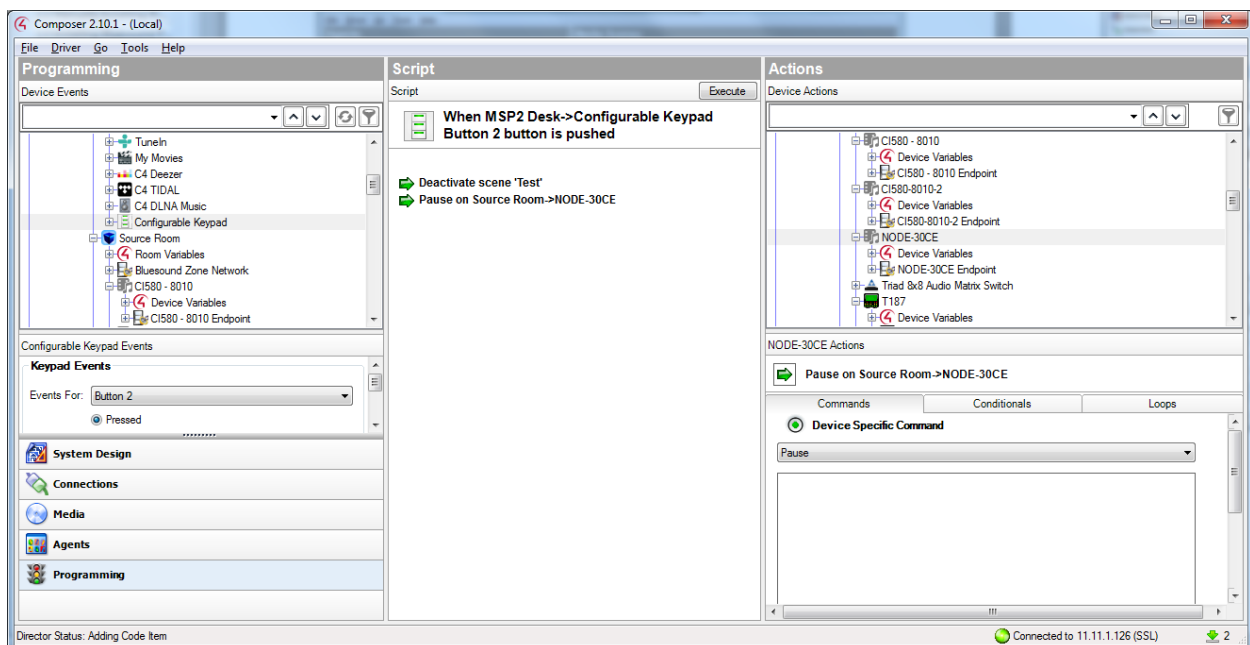 Composer 2.10.1 - (Local)
File Driver Go Tools Help
Programming
Device Events
TuneIn
My Movies
C4 Deezer
C4 TIDAL
C4 DLNA Music
Configurable Keypad
Source Room
Room Variables
Bluesound Zone Network
CI580 - 8010
Device Variables
CI580 - 8010 Endpoint
Configurable Keypad Events
Keypad Events
Events For: Button 2
Pressed
System Design
Connections
Media
Agents
Programming
Script
Script Execute
When MSP2 Desk->Configurable Keypad
Button 2 button is pushed
Deactivate scene 'Test'
Pause on Source Room->NODE-30CE
Actions
Device Actions
CI580 - 8010
Device Variables
CI580 - 8010 Endpoint
CI580-8010-2
Device Variables
CI580-8010-2 Endpoint
NODE-30CE
Device Variables
NODE-30CE Endpoint
Triad 8x8 Audio Matrix Switch
T187
Device Variables
NODE-30CE Actions
Pause on Source Room->NODE-30CE
Commands Conditionals Loops
Device Specific Command
Pause
Director Status: Adding Code Item
Connected to 11.11.1.126 (SSL) 2